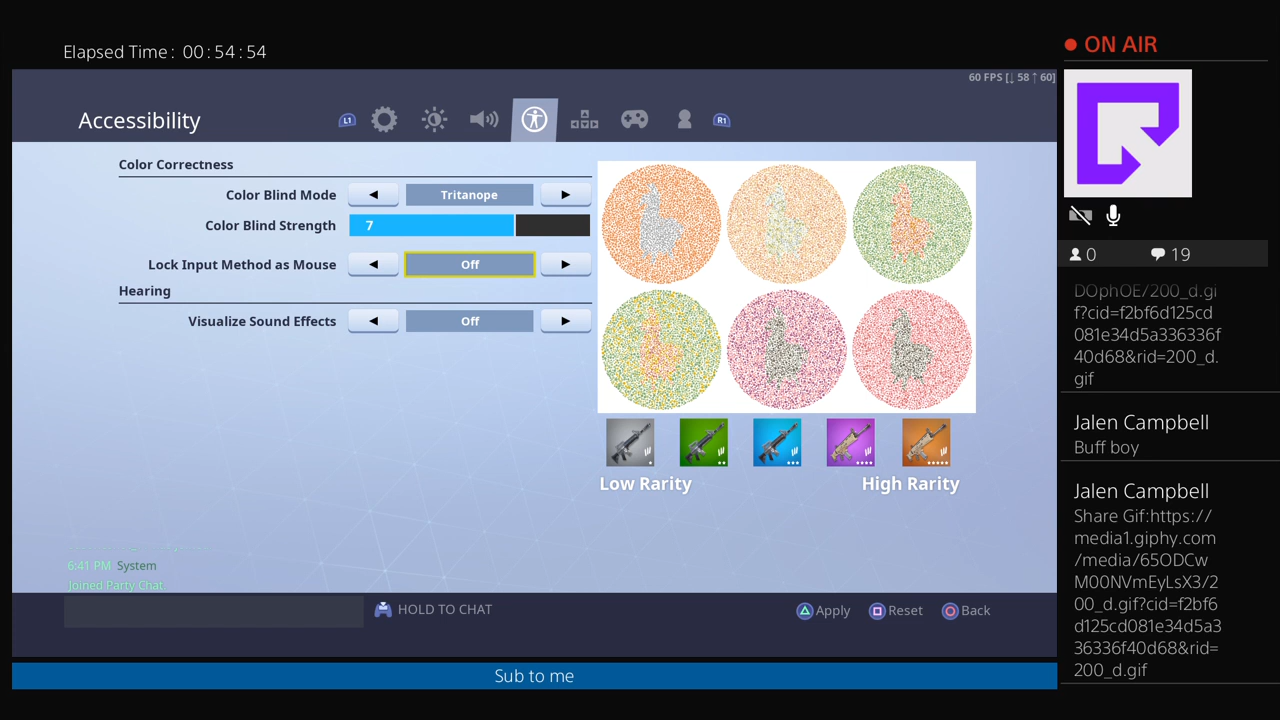 Elapsed Time: 00:54:54
ON AIR
60 FPS [↓ 58 ↑ 60]
Accessibility
L1
R1
Color Correctness
Color Blind Mode
Tritanope
Color Blind Strength
7
Lock Input Method as Mouse
Off
Hearing
Visualize Sound Effects
Off
Low Rarity
High Rarity
0
19
DOphOE/200_d.gi
f?cid=f2bf6d125cd
081e34d5a336336f
40d68&rid=200_d.
gif
Jalen Campbell
Buff boy
Jalen Campbell
Share Gif:https://
media1.giphy.com
/media/65ODCw
M00NVmEyLsX3/2
00_d.gif?cid=f2bf6
d125cd081e34d5a3
36336f40d68&rid=
200_d.gif
6:41 PM System
Joined Party Chat
HOLD TO CHAT
Apply
Reset
Back
Sub to me